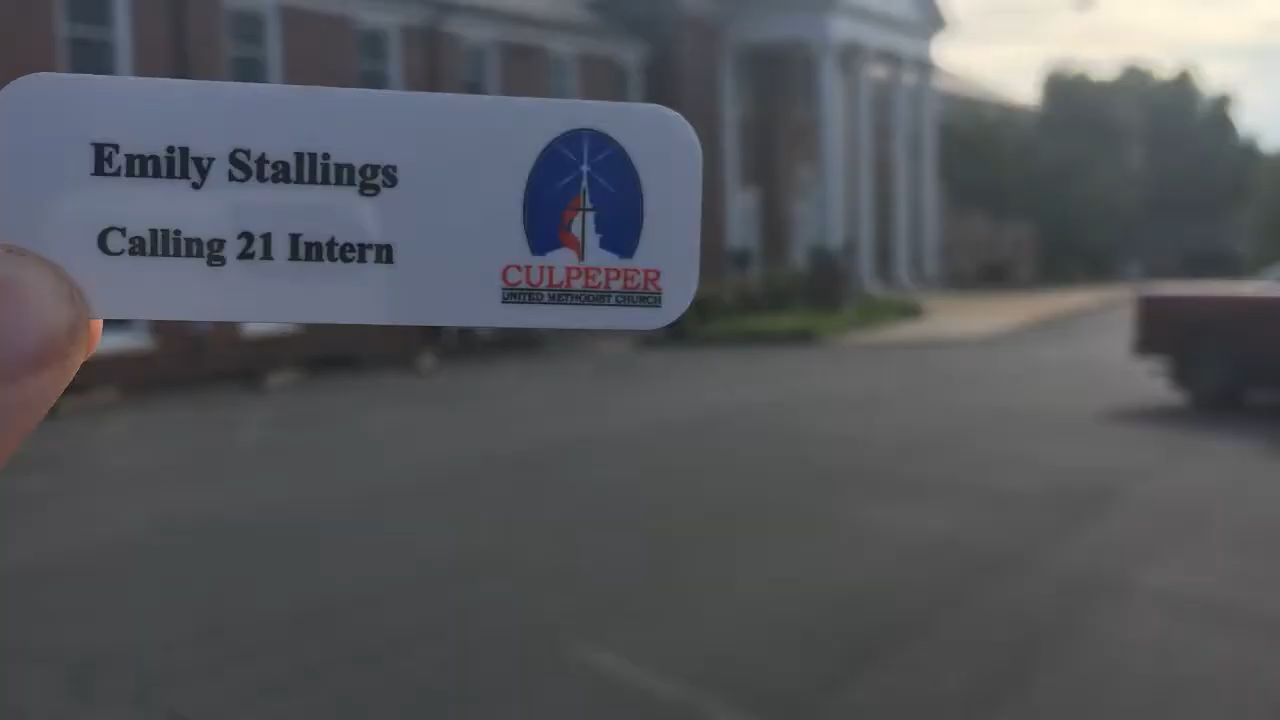 Emily Stallings
Calling 21 Intern
CULPEPER
UNITED METHODIST CHURCH